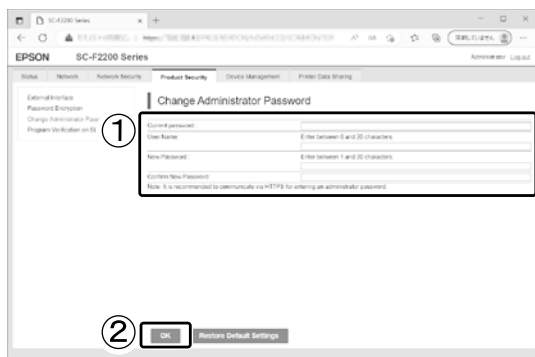 SC-F2200 Series
EPSON SC-F2200 Series
Administrator Logout
Status Network Network Security Product Security Device Management Printer Data Sharing
External Interface
Password Encryption
Change Administrator
Program Verification on
Change Administrator Password
①
Current password :
User Name : Enter between 0 and 20 characters.
New Password : Enter between 1 and 20 characters.
Confirm New Password :
Note: It is recommended to communicate via HTTPS for entering an administrator password.
②
OK Restore Default Settings